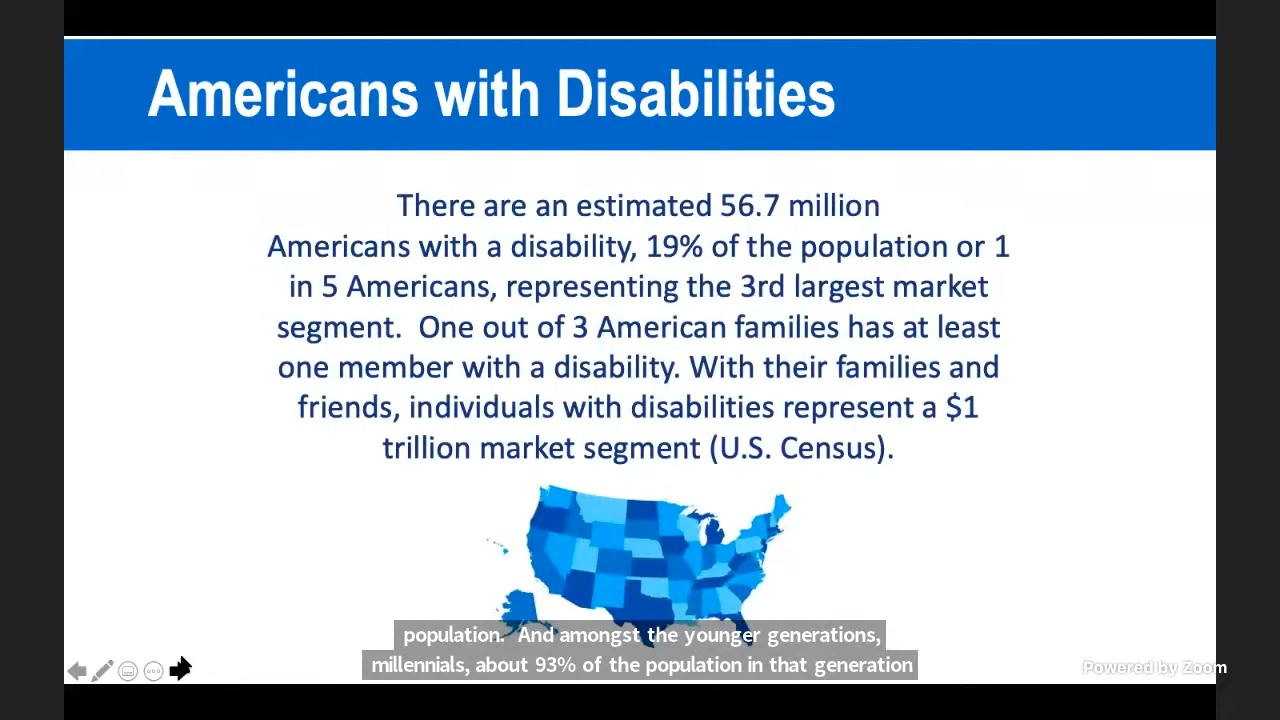 Americans with Disabilities
There are an estimated 56.7 million
Americans with a disability, 19% of the population or 1
in 5 Americans, representing the 3rd largest market
segment.  One out of 3 American families has at least
one member with a disability. With their families and
friends, individuals with disabilities represent a $1
trillion market segment (U.S. Census).
population.  And amongst the younger generations,
millennials, about 93% of the population in that generation
Powered by Zoom